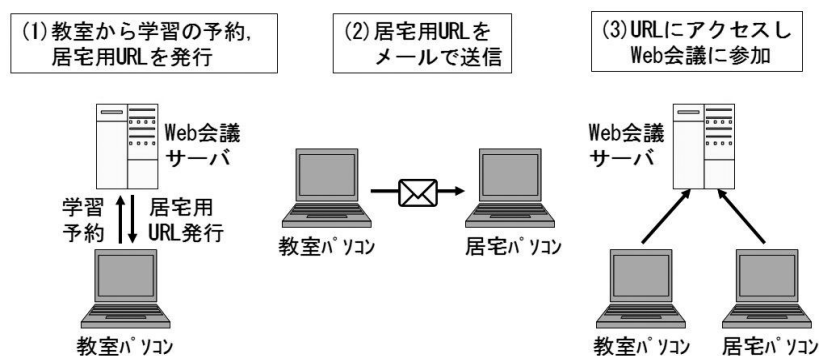 (1)教室から学習の予約,
居宅用URLを発行
(2)居宅用URLを
メールで送信
(3)URLにアクセスし
Web会議に参加
Web会議
サーバ
学習
予約
居宅用
URL発行
教室パソコン
教室パソコン
居宅パソコン
Web会議
サーバ
教室パソコン
居宅パソコン